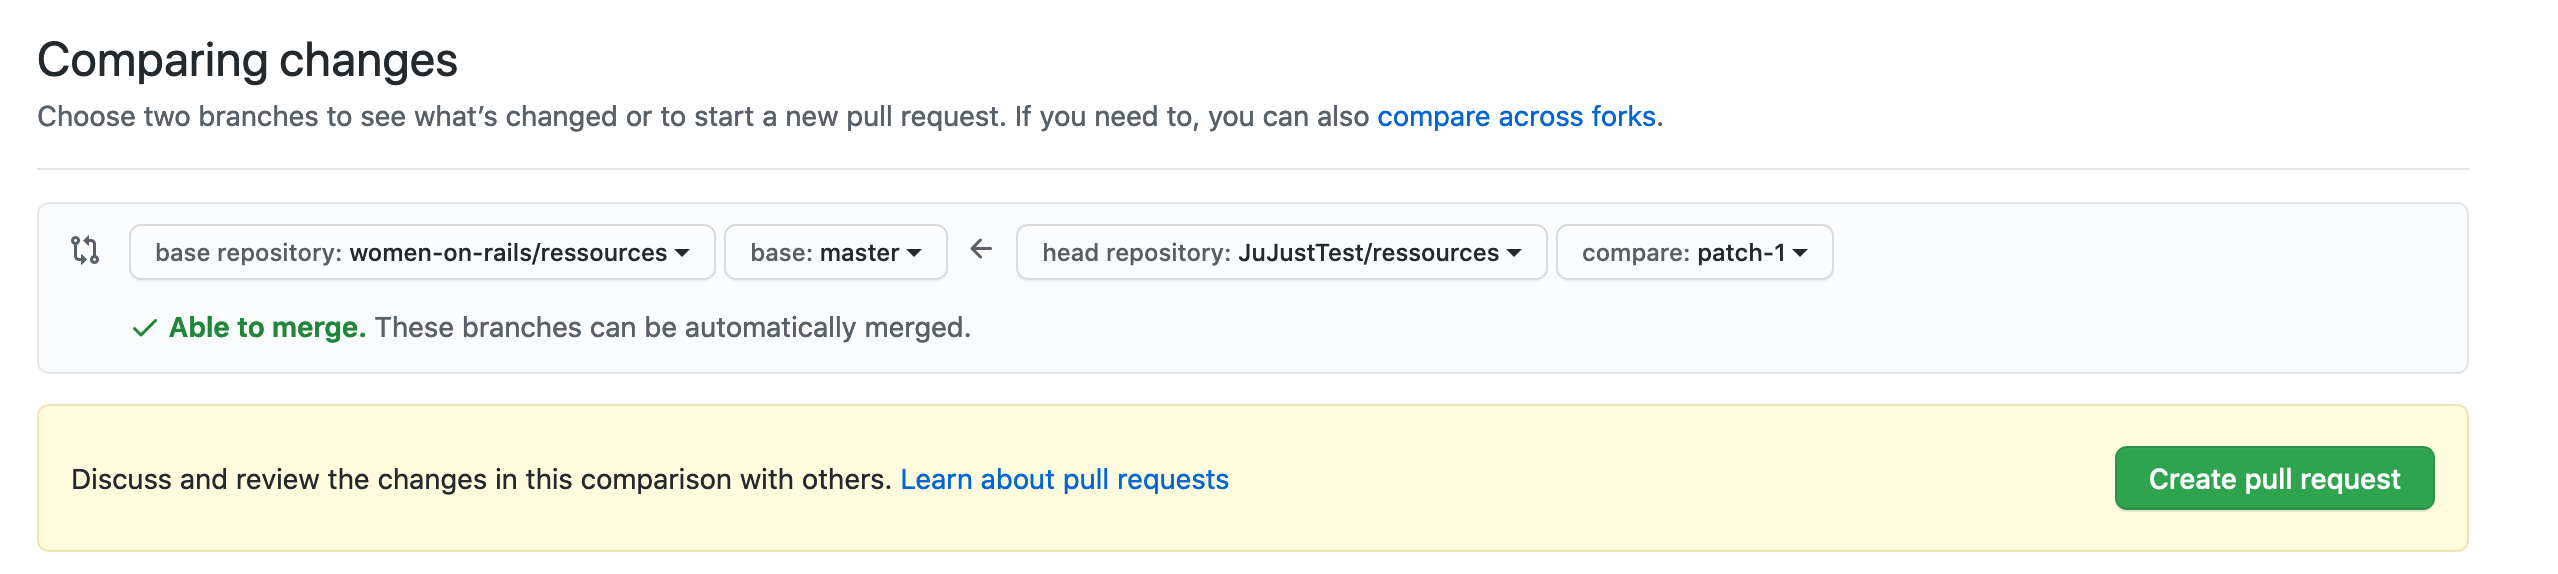 Comparing changes
Choose two branches to see what’s changed or to start a new pull request. If you need to, you can also compare across forks.
base repository: women-on-rails/ressources base: master head repository: JuJustTest/ressources compare: patch-1
Able to merge. These branches can be automatically merged.
Discuss and review the changes in this comparison with others. Learn about pull requests
Create pull request